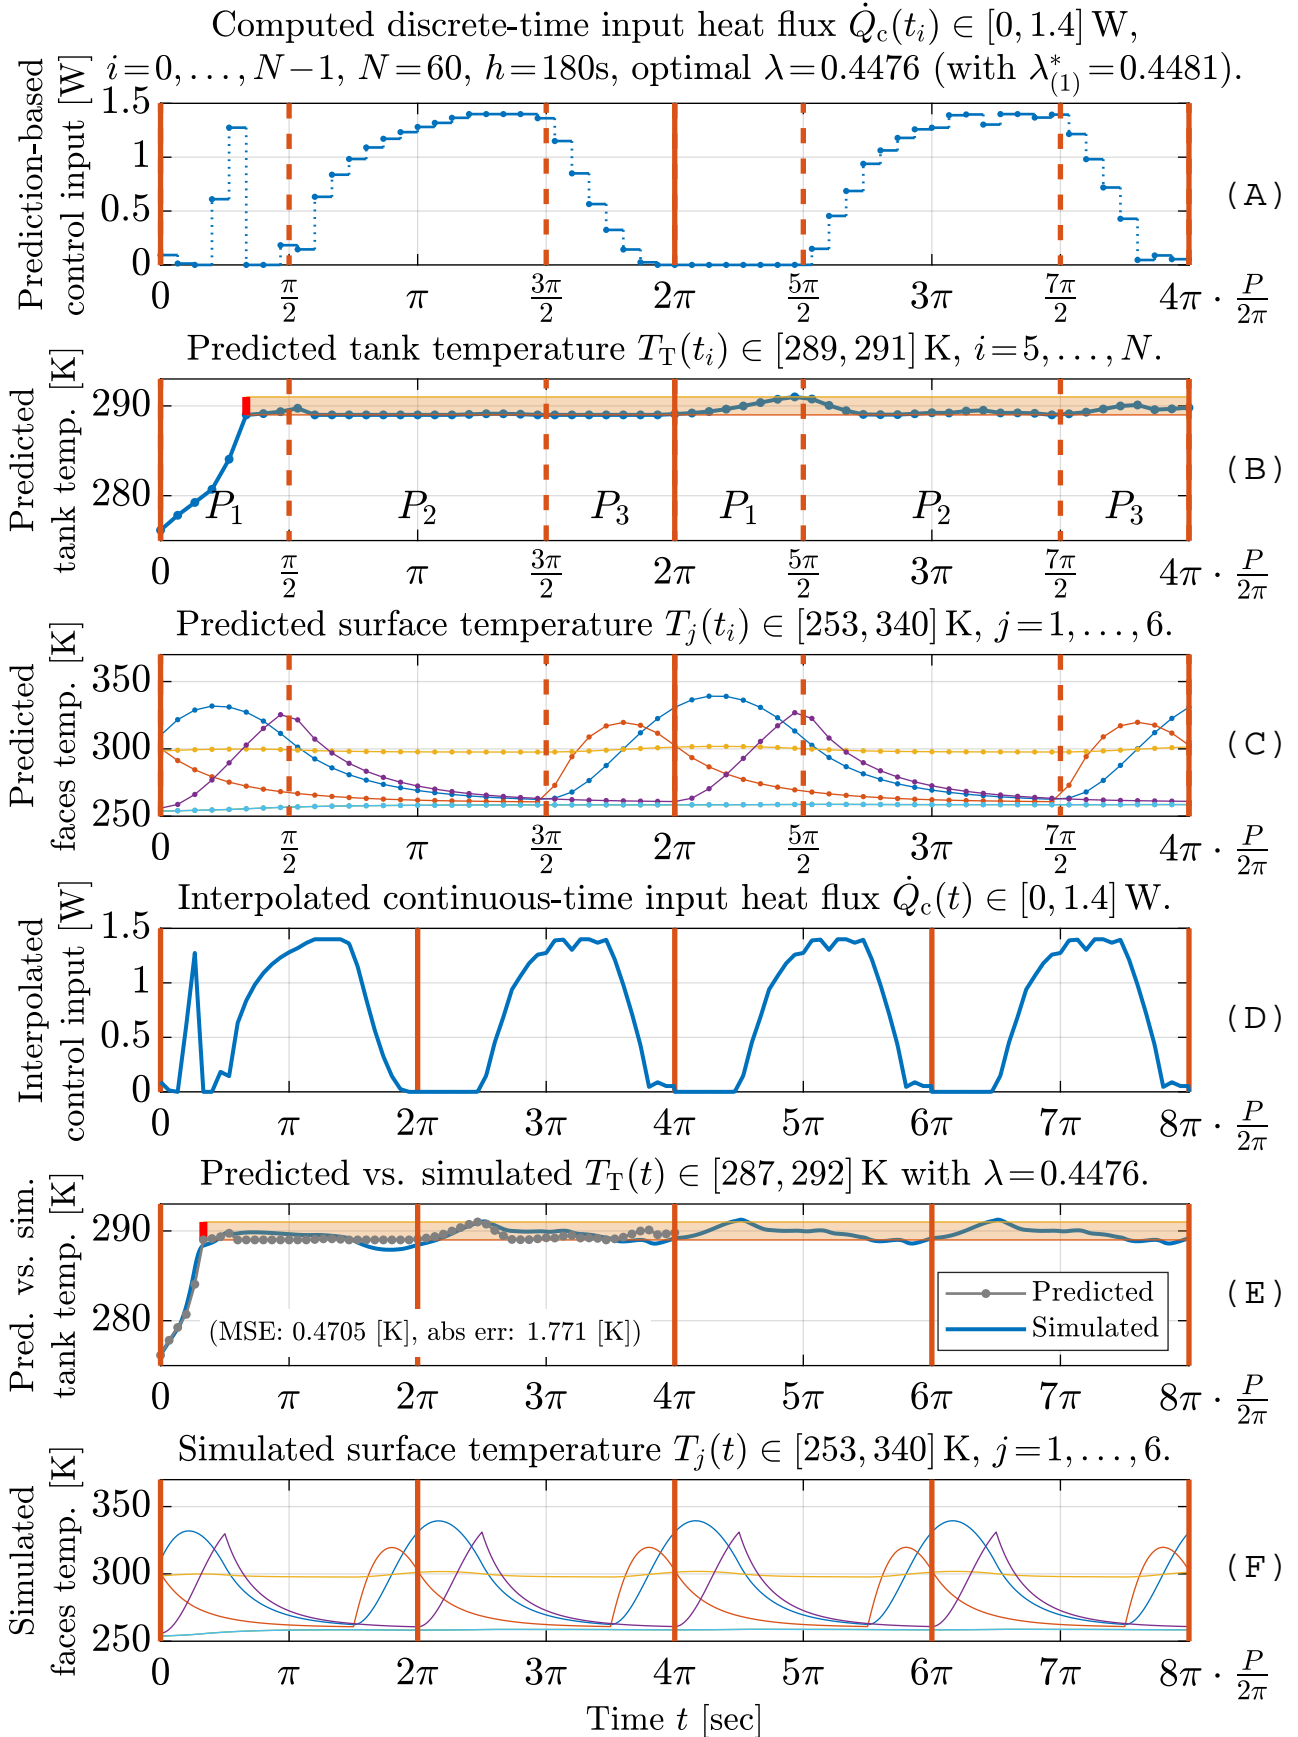 Computed discrete-time input heat flux Q̇c(tᵢ) ∈ [0, 1.4] W,
i=0, . . . , N−1, N=60, h=180s, optimal λ=0.4476 (with λ*(1)=0.4481).
Prediction-based
control input [W]
1.5
1
0.5
0
(A)
0 π/2 π 3π/2 2π 5π/2 3π 7π/2 4π · P/2π
Predicted tank temperature T_T(tᵢ) ∈ [289, 291] K, i=5, . . . , N.
Predicted
tank temp. [K]
290
280
P₁ P₂ P₃ P₁ P₂ P₃
(B)
0 π/2 π 3π/2 2π 5π/2 3π 7π/2 4π · P/2π
Predicted surface temperature Tⱼ(tᵢ) ∈ [253, 340] K, j=1, . . . , 6.
Predicted
faces temp. [K]
350
300
250
(C)
0 π/2 π 3π/2 2π 5π/2 3π 7π/2 4π · P/2π
Interpolated continuous-time input heat flux Q̇c(t) ∈ [0, 1.4] W.
Interpolated
control input [W]
1.5
1
0.5
0
(D)
0 π 2π 3π 4π 5π 6π 7π 8π · P/2π
Predicted vs. simulated T_T(t) ∈ [287, 292] K with λ=0.4476.
Pred. vs. sim.
tank temp. [K]
290
280
(MSE: 0.4705 [K], abs err: 1.771 [K])
Predicted
Simulated
(E)
0 π 2π 3π 4π 5π 6π 7π 8π · P/2π
Simulated surface temperature Tⱼ(t) ∈ [253, 340] K, j=1, . . . , 6.
Simulated
faces temp. [K]
350
300
250
(F)
0 π 2π 3π 4π 5π 6π 7π 8π · P/2π
Time t [sec]